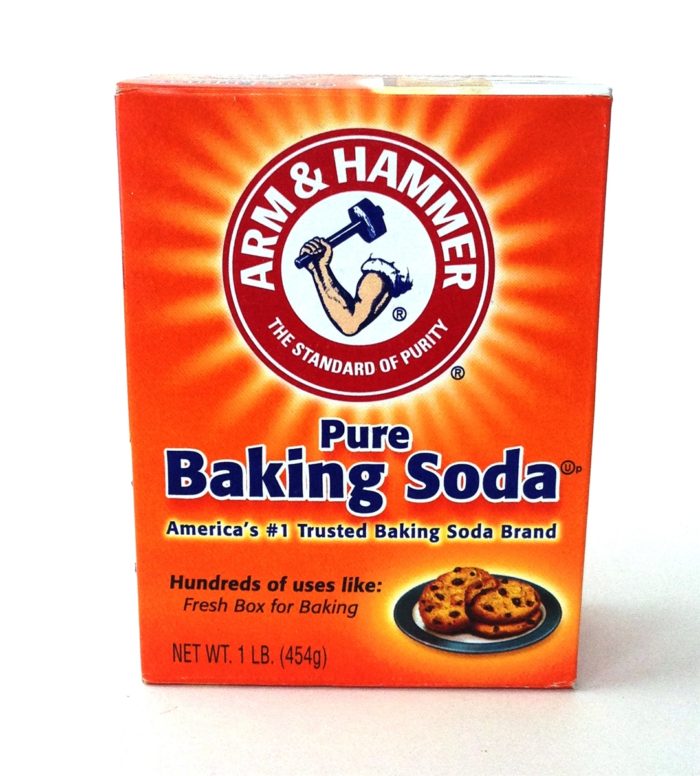 ARM & HAMMER
®
THE STANDARD OF PURITY
®
Pure
Baking Soda Ⓤp
America's #1 Trusted Baking Soda Brand
Hundreds of uses like:
Fresh Box for Baking
NET WT. 1 LB. (454g)